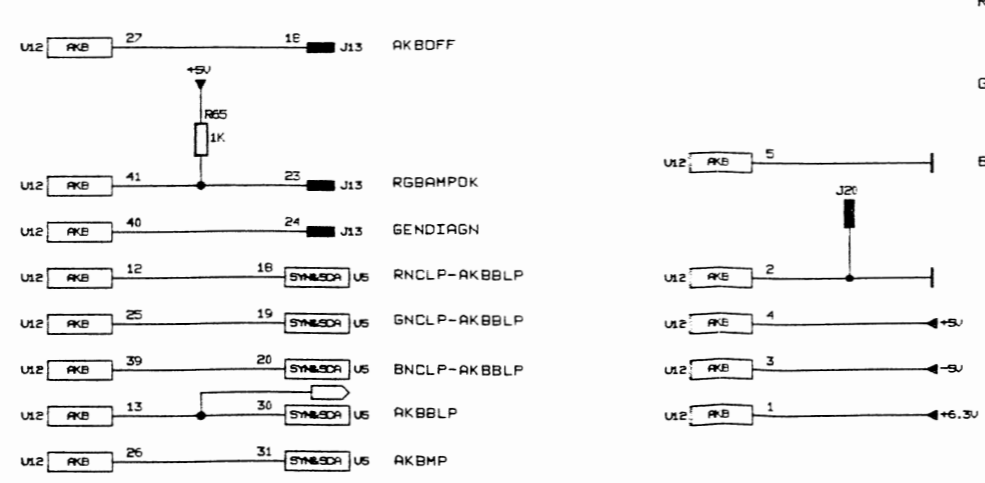 U12 AKB 27 18 J13 AKBOFF
+5V
R65
1K
U12 AKB 41 23 J13 RGBAMPOK
U12 AKB 40 24 J13 GENDIAGN
U12 AKB 12 18 SYN&SDA U5 RNCLP-AKBBLP
U12 AKB 25 19 SYN&SDA U5 GNCLP-AKBBLP
U12 AKB 39 20 SYN&SDA U5 BNCLP-AKBBLP
U12 AKB 13 30 SYN&SDA U5 AKBBLP
U12 AKB 26 31 SYN&SDA U5 AKBMP
U12 AKB 5
J20
U12 AKB 2
U12 AKB 4 +5V
U12 AKB 3 -5V
U12 AKB 1 +6.3V